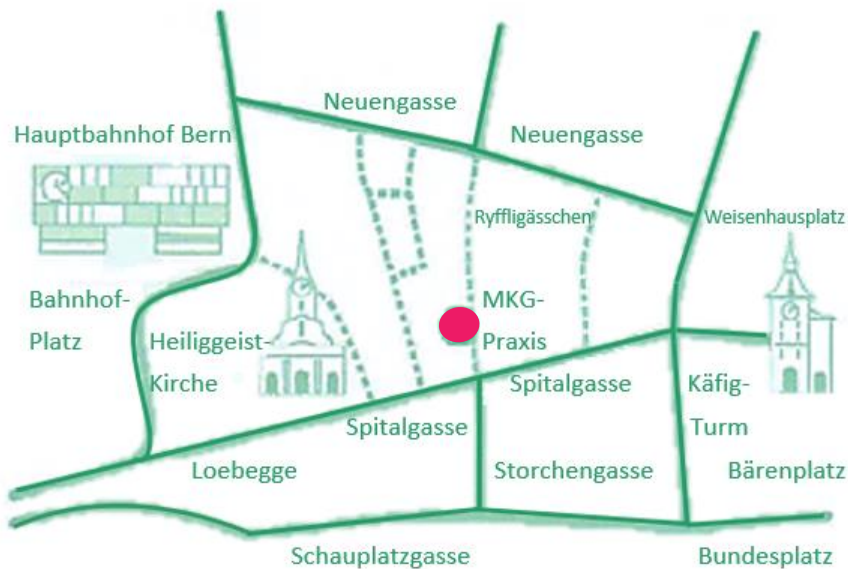 Neuengasse
Hauptbahnhof Bern
Neuengasse
Ryffligässchen
Weisenhausplatz
Bahnhof-
Platz
Heiliggeist-
Kirche
MKG-
Praxis
Spitalgasse
Käfig-
Turm
Spitalgasse
Loebegge
Storchengasse
Bärenplatz
Schauplatzgasse
Bundesplatz